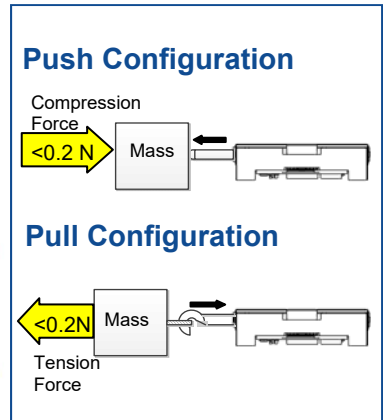 Push Configuration
Compression
Force
<0.2 N
Mass
Pull Configuration
<0.2N
Mass
Tension
Force